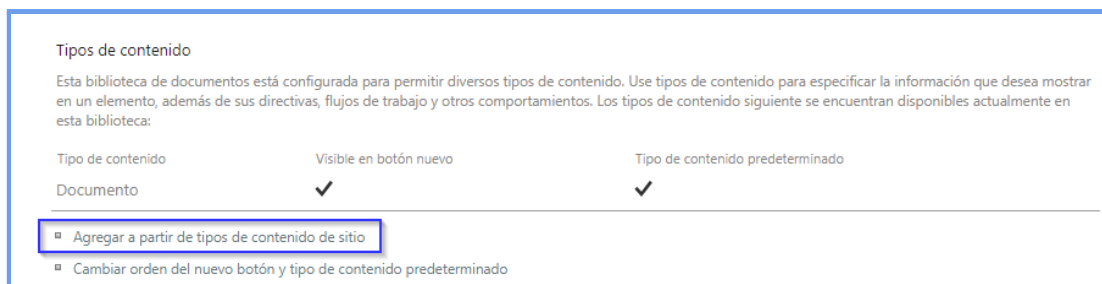 Tipos de contenido
Esta biblioteca de documentos está configurada para permitir diversos tipos de contenido. Use tipos de contenido para especificar la información que desea mostrar
en un elemento, además de sus directivas, flujos de trabajo y otros comportamientos. Los tipos de contenido siguiente se encuentran disponibles actualmente en
esta biblioteca:
Tipo de contenido Visible en botón nuevo Tipo de contenido predeterminado
Documento
Agregar a partir de tipos de contenido de sitio
Cambiar orden del nuevo botón y tipo de contenido predeterminado